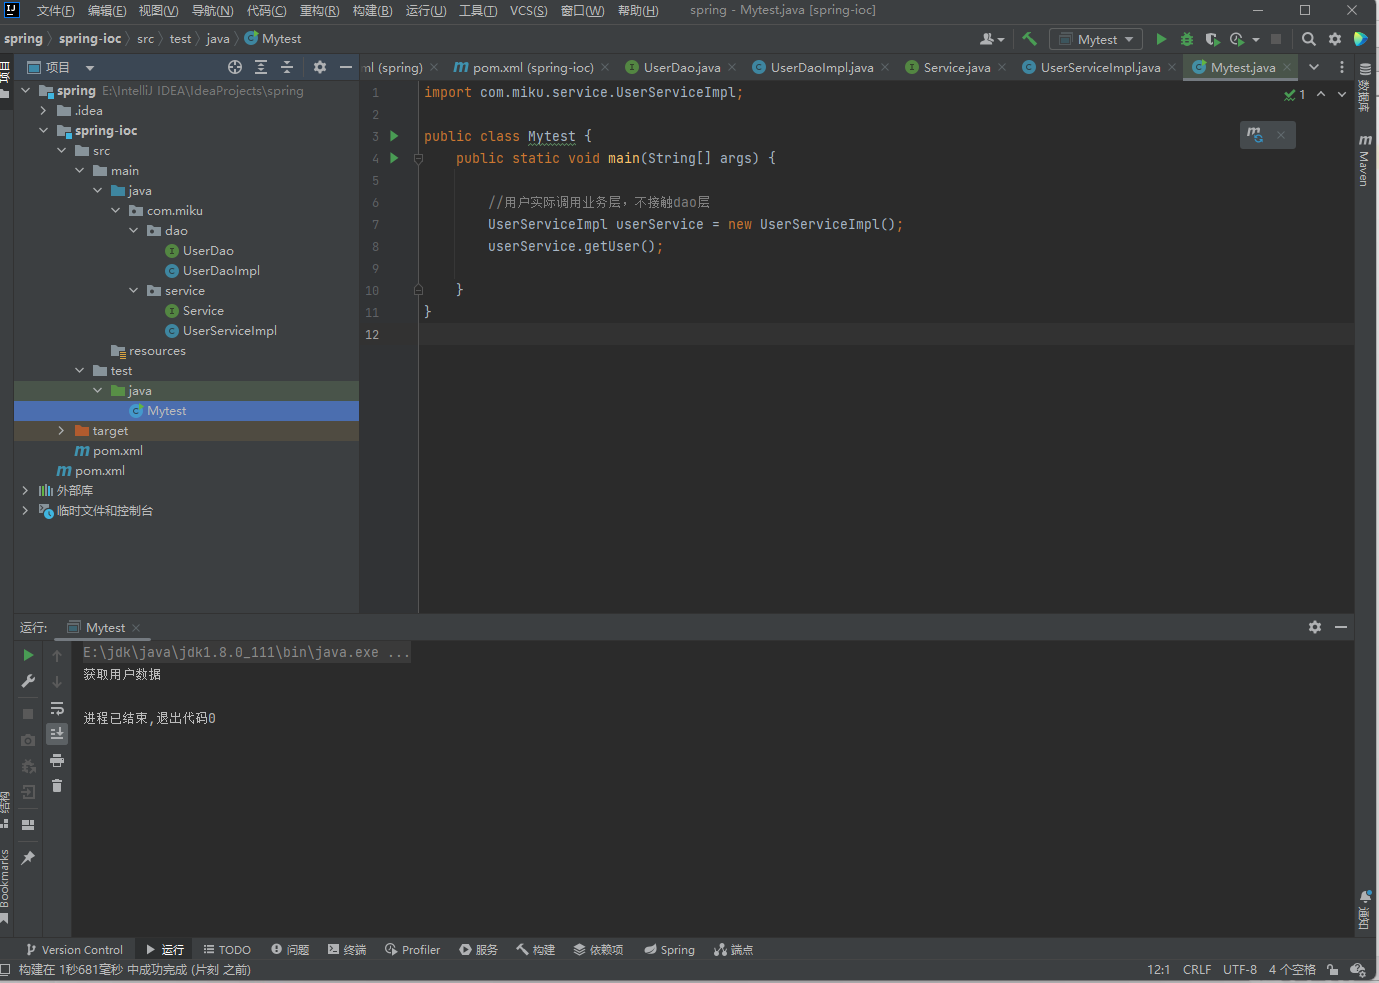 文件(F) 编辑(E) 视图(V) 导航(N) 代码(C) 重构(R) 构建(B) 运行(U) 工具(T) VCS(S) 窗口(W) 帮助(H) spring - Mytest.java [spring-ioc]
spring spring-ioc src test java Mytest
Mytest
项目
项目
ml (spring) pom.xml (spring-ioc) UserDao.java UserDaoImpl.java Service.java UserServiceImpl.java Mytest.java
spring E:\IntelliJ IDEA\IdeaProjects\spring
.idea
spring-ioc
src
main
java
com.miku
dao
UserDao
UserDaoImpl
service
Service
UserServiceImpl
resources
test
java
Mytest
target
pom.xml
pom.xml
外部库
临时文件和控制台
1 import com.miku.service.UserServiceImpl;
2
3 public class Mytest {
4 public static void main(String[] args) {
5
6 //用户实际调用业务层，不接触dao层
7 UserServiceImpl userService = new UserServiceImpl();
8 userService.getUser();
9
10 }
11 }
12
1
数据库
Maven
通知
运行: Mytest
E:\jdk\java\jdk1.8.0_111\bin\java.exe ...
获取用户数据
进程已结束,退出代码0
结构
Bookmarks
Version Control 运行 TODO 问题 终端 Profiler 服务 构建 依赖项 Spring 端点
构建在 1秒681毫秒 中成功完成 (片刻 之前)
12:1 CRLF UTF-8 4 个空格